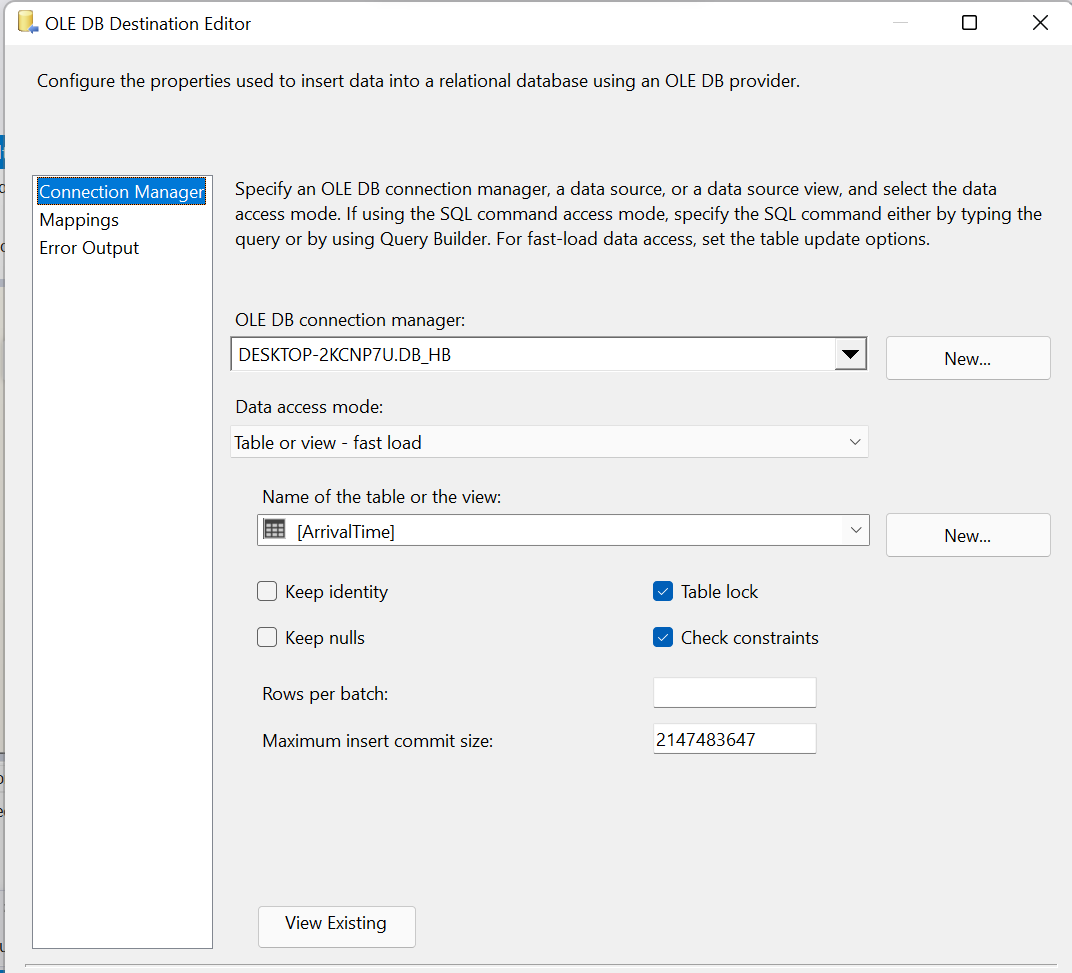 OLE DB Destination Editor
Configure the properties used to insert data into a relational database using an OLE DB provider.
Connection Manager
Mappings
Error Output
Specify an OLE DB connection manager, a data source, or a data source view, and select the data
access mode. If using the SQL command access mode, specify the SQL command either by typing the
query or by using Query Builder. For fast-load data access, set the table update options.
OLE DB connection manager:
DESKTOP-2KCNP7U.DB_HB
New...
Data access mode:
Table or view - fast load
Name of the table or the view:
[ArrivalTime]
New...
Keep identity
Table lock
Keep nulls
Check constraints
Rows per batch:
Maximum insert commit size:
2147483647
View Existing